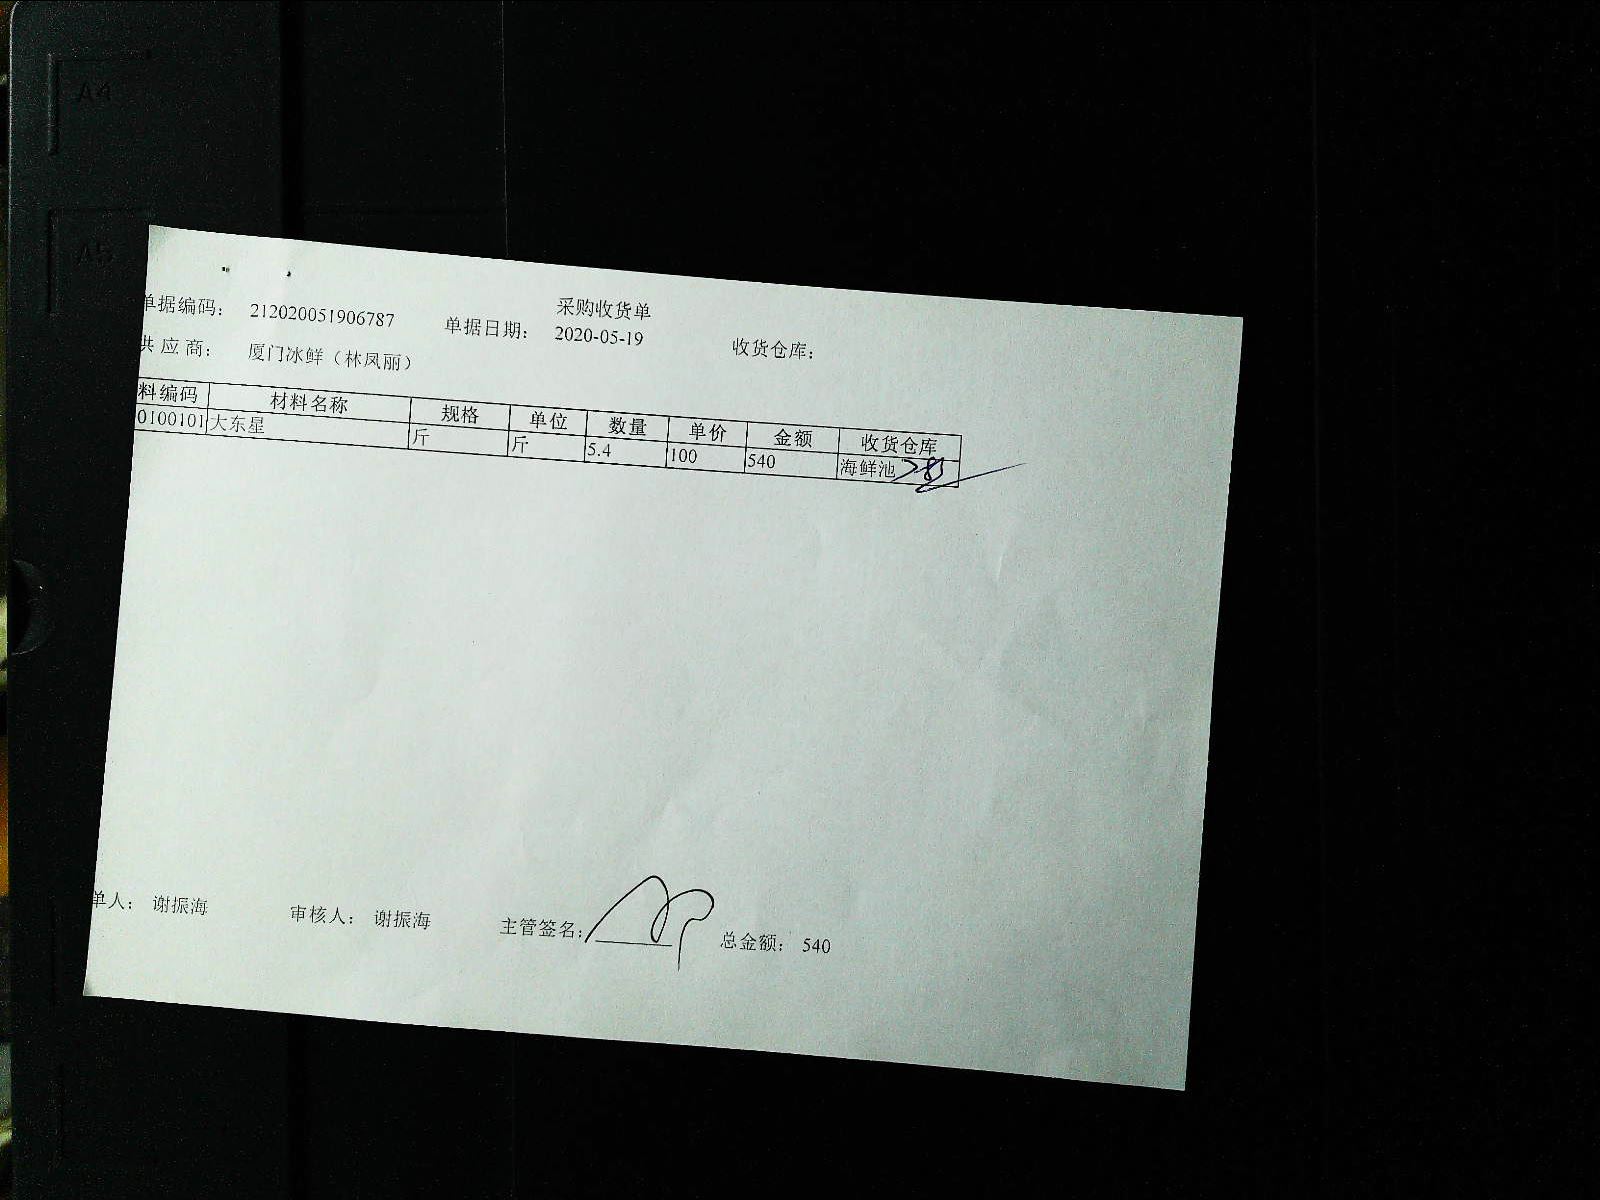 A4
A5
采购收货单
单据编码： 212020051906787 单据日期： 2020-05-19 收货仓库：
供应商： 厦门冰鲜（林凤丽）
料编码 材料名称 规格 单位 数量 单价 金额 收货仓库
0100101 大东星 斤 斤 5.4 100 540 海鲜池
单人： 谢振海 审核人： 谢振海 主管签名： 总金额： 540